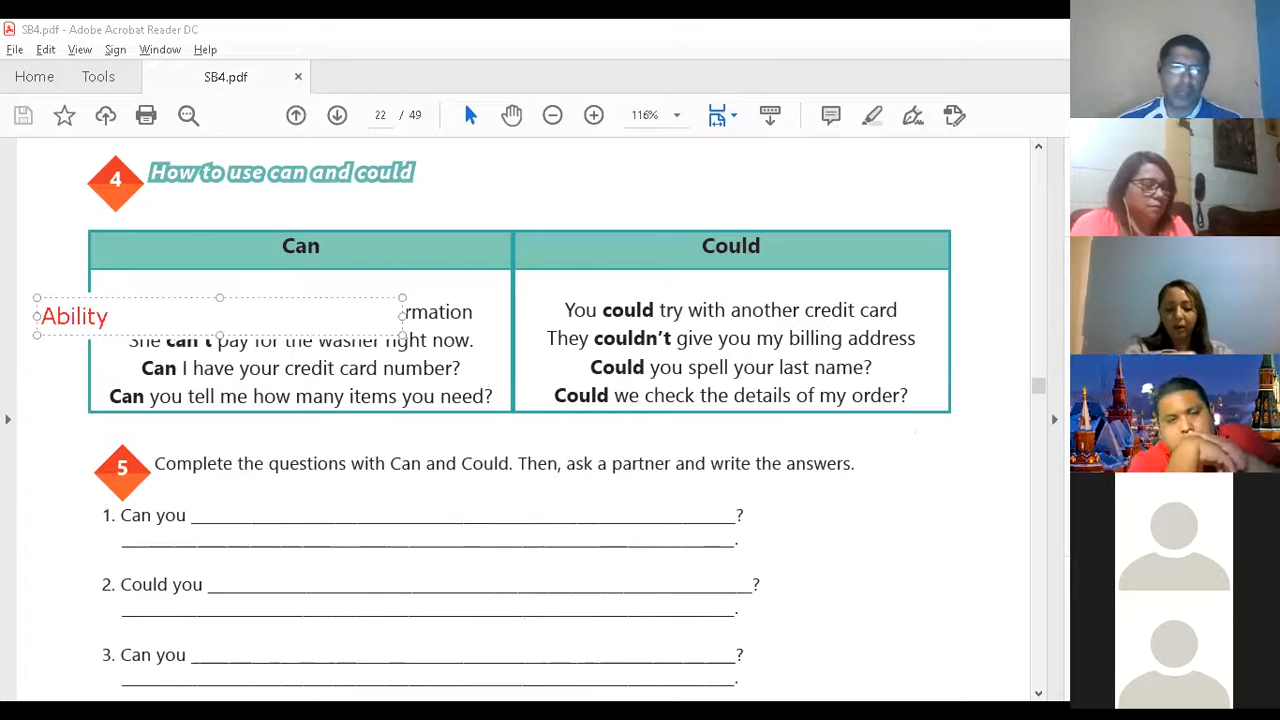 SB4.pdf - Adobe Acrobat Reader DC
File Edit View Sign Window Help
Home Tools SB4.pdf ×
22 / 49 116%
4 How to use can and could
Can Could
Ability rmation
You could try with another credit card
She can't pay for the washer right now.
They couldn't give you my billing address
Can I have your credit card number?
Could you spell your last name?
Can you tell me how many items you need?
Could we check the details of my order?
5 Complete the questions with Can and Could. Then, ask a partner and write the answers.
1. Can you ?
.
2. Could you ?
.
3. Can you ?
.